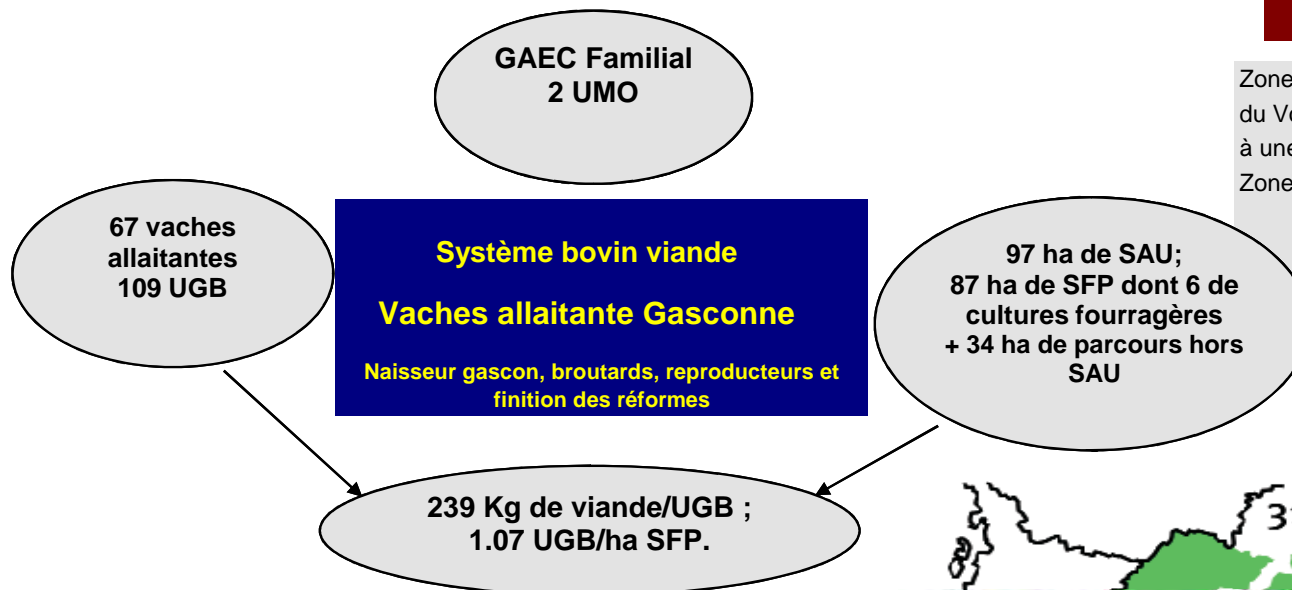 GAEC Familial
2 UMO
Zone
du V
à une
Zone
67 vaches
allaitantes
109 UGB
Système bovin viande
Vaches allaitante Gasconne
Naisseur gascon, broutards, reproducteurs et
finition des réformes
97 ha de SAU;
87 ha de SFP dont 6 de
cultures fourragères
+ 34 ha de parcours hors
SAU
239 Kg de viande/UGB ;
1.07 UGB/ha SFP.